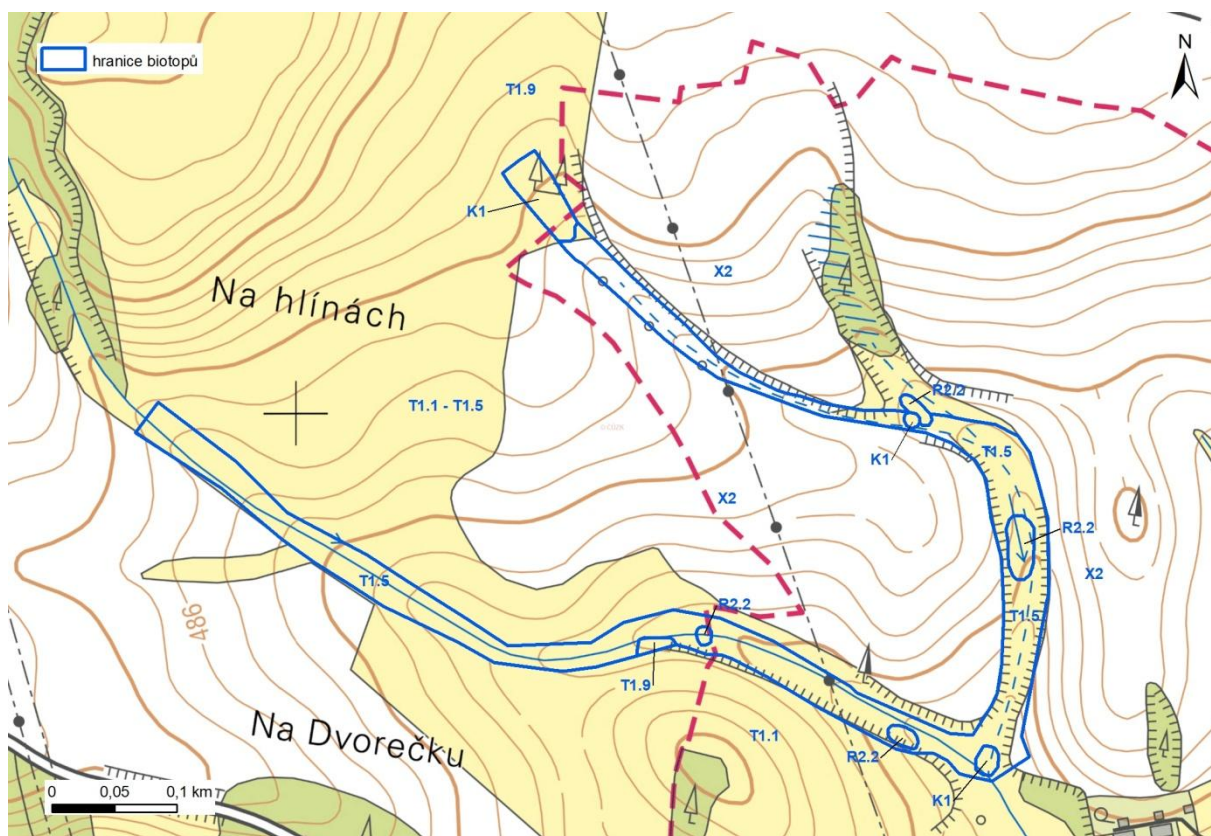 hranice biotopů
N
T1.9
K1
X2
Na hlínách
R2.2
T1.1 - T1.5
K1
T1.5
X2
R2.2
X2
T1.5
T1.5
486
R2.2
T1.9
T1.1
Na Dvorečku
R2.2
K1
0 0,05 0,1 km